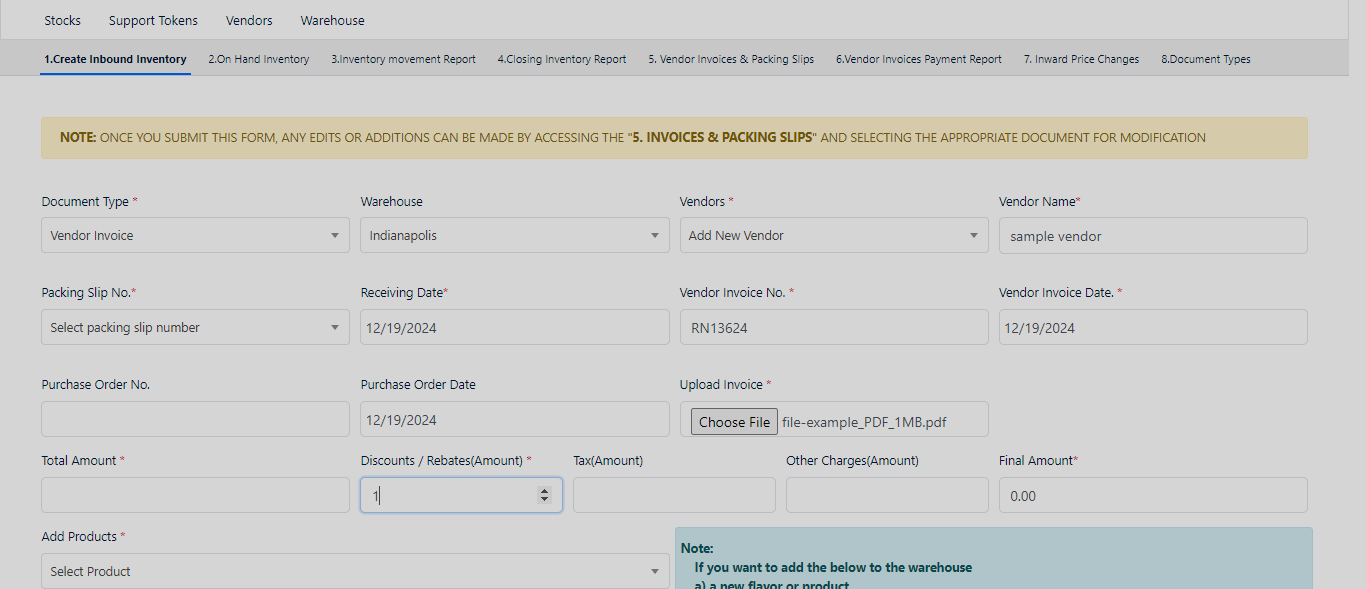 Stocks Support Tokens Vendors Warehouse
1.Create Inbound Inventory 2.On Hand Inventory 3.Inventory movement Report 4.Closing Inventory Report 5. Vendor Invoices & Packing Slips 6.Vendor Invoices Payment Report 7. Inward Price Changes 8.Document Types
NOTE: ONCE YOU SUBMIT THIS FORM, ANY EDITS OR ADDITIONS CAN BE MADE BY ACCESSING THE "5. INVOICES & PACKING SLIPS" AND SELECTING THE APPROPRIATE DOCUMENT FOR MODIFICATION
Document Type * Warehouse Vendors * Vendor Name*
Vendor Invoice Indianapolis Add New Vendor sample vendor
Packing Slip No.* Receiving Date* Vendor Invoice No. * Vendor Invoice Date. *
Select packing slip number 12/19/2024 RN13624 12/19/2024
Purchase Order No. Purchase Order Date Upload Invoice *
12/19/2024 Choose File file-example_PDF_1MB.pdf
Total Amount * Discounts / Rebates(Amount) * Tax(Amount) Other Charges(Amount) Final Amount*
1 0.00
Add Products *
Select Product
Note:
If you want to add the below to the warehouse
a) a new flavor or product